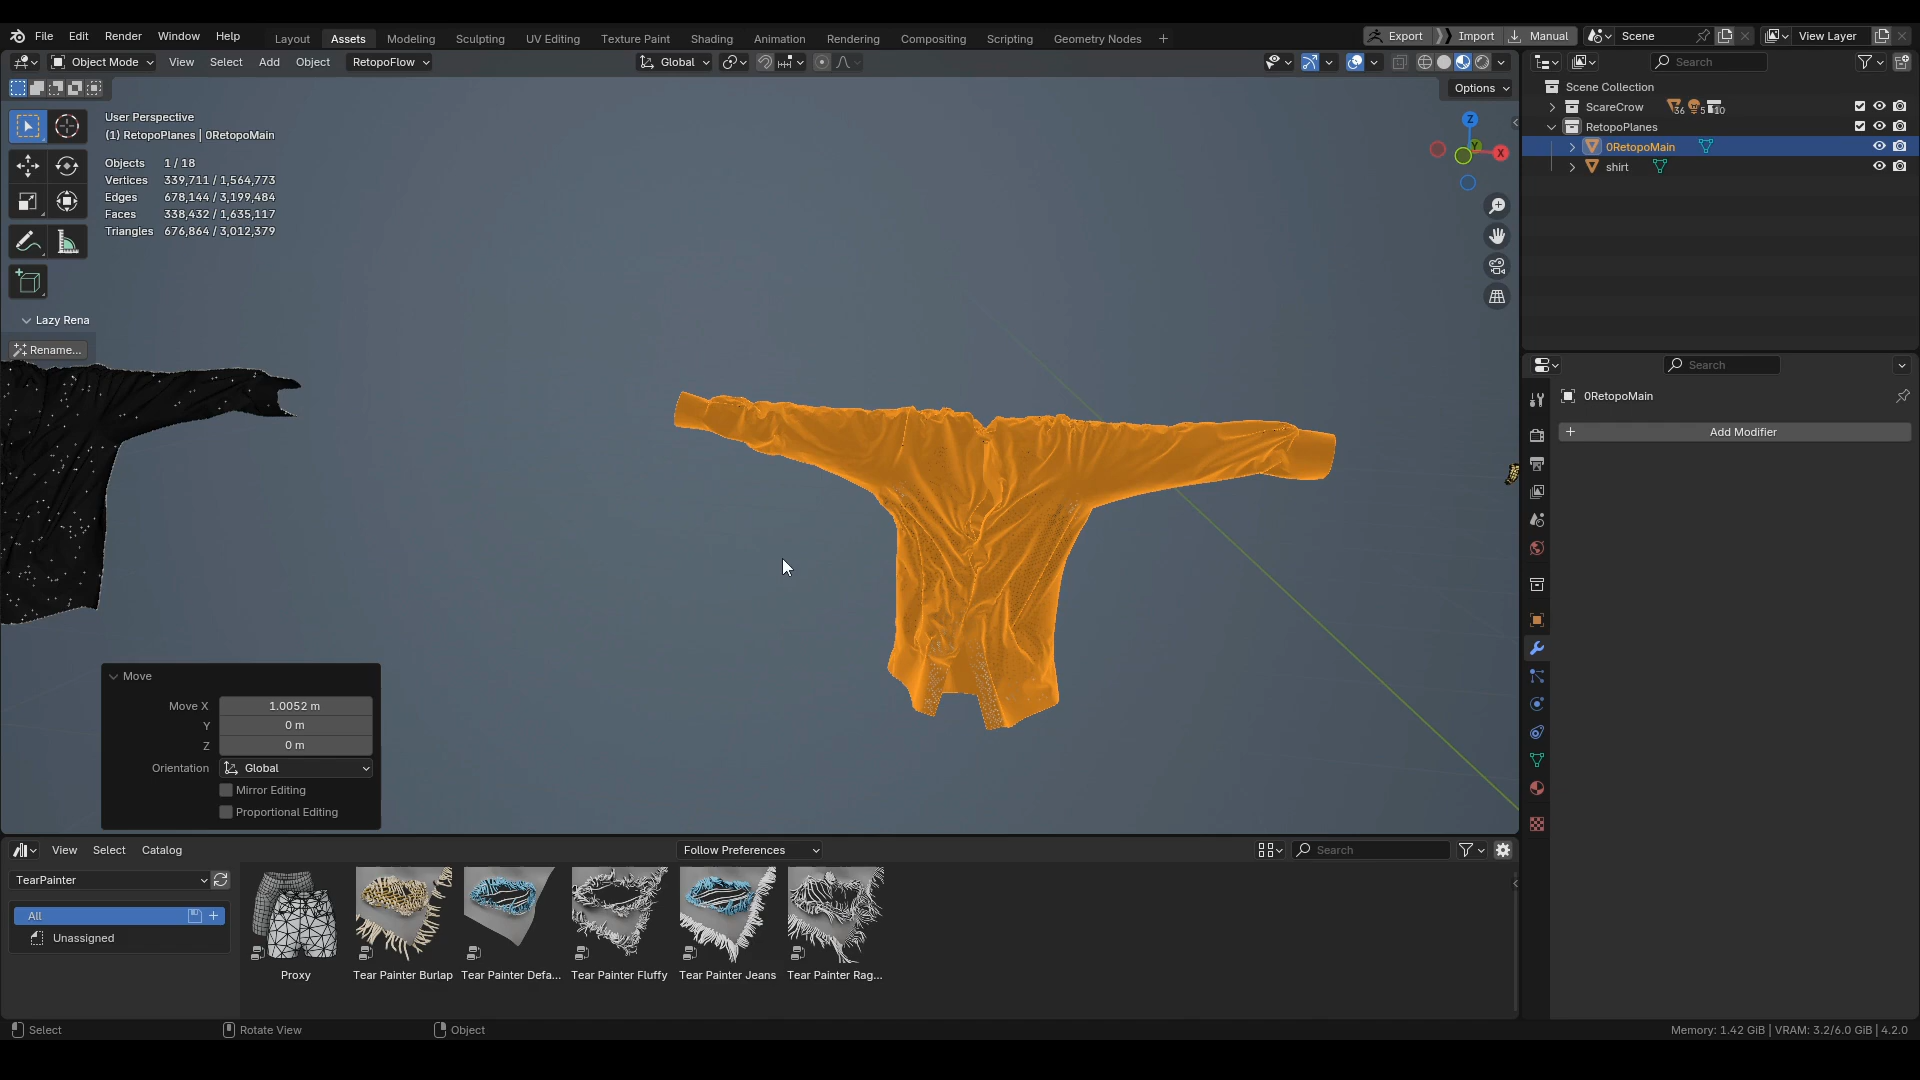 File Edit Render Window Help Layout Assets Modeling Sculpting UV Editing Texture Paint Shading Animation Rendering Compositing Scripting Geometry Nodes + Export Import Manual Scene View Layer
Object Mode View Select Add Object RetopoFlow Global Search
Options
User Perspective
(1) RetopoPlanes | 0RetopoMain
Objects 1 / 18
Vertices 339,711 / 1,564,773
Edges 678,144 / 3,199,484
Faces 338,432 / 1,635,117
Triangles 676,864 / 3,012,379
Z
Y
X
Lazy Rena
Rename...
Scene Collection
ScareCrow 36 5 10
RetopoPlanes
0RetopoMain
shirt
Search
0RetopoMain
+ Add Modifier
Move
Move X 1.0052 m
Y 0 m
Z 0 m
Orientation Global
Mirror Editing
Proportional Editing
View Select Catalog Follow Preferences Search
TearPainter
All
Unassigned
Proxy Tear Painter Burlap Tear Painter Defa... Tear Painter Fluffy Tear Painter Jeans Tear Painter Rag...
Select Rotate View Object Memory: 1.42 GiB | VRAM: 3.2/6.0 GiB | 4.2.0